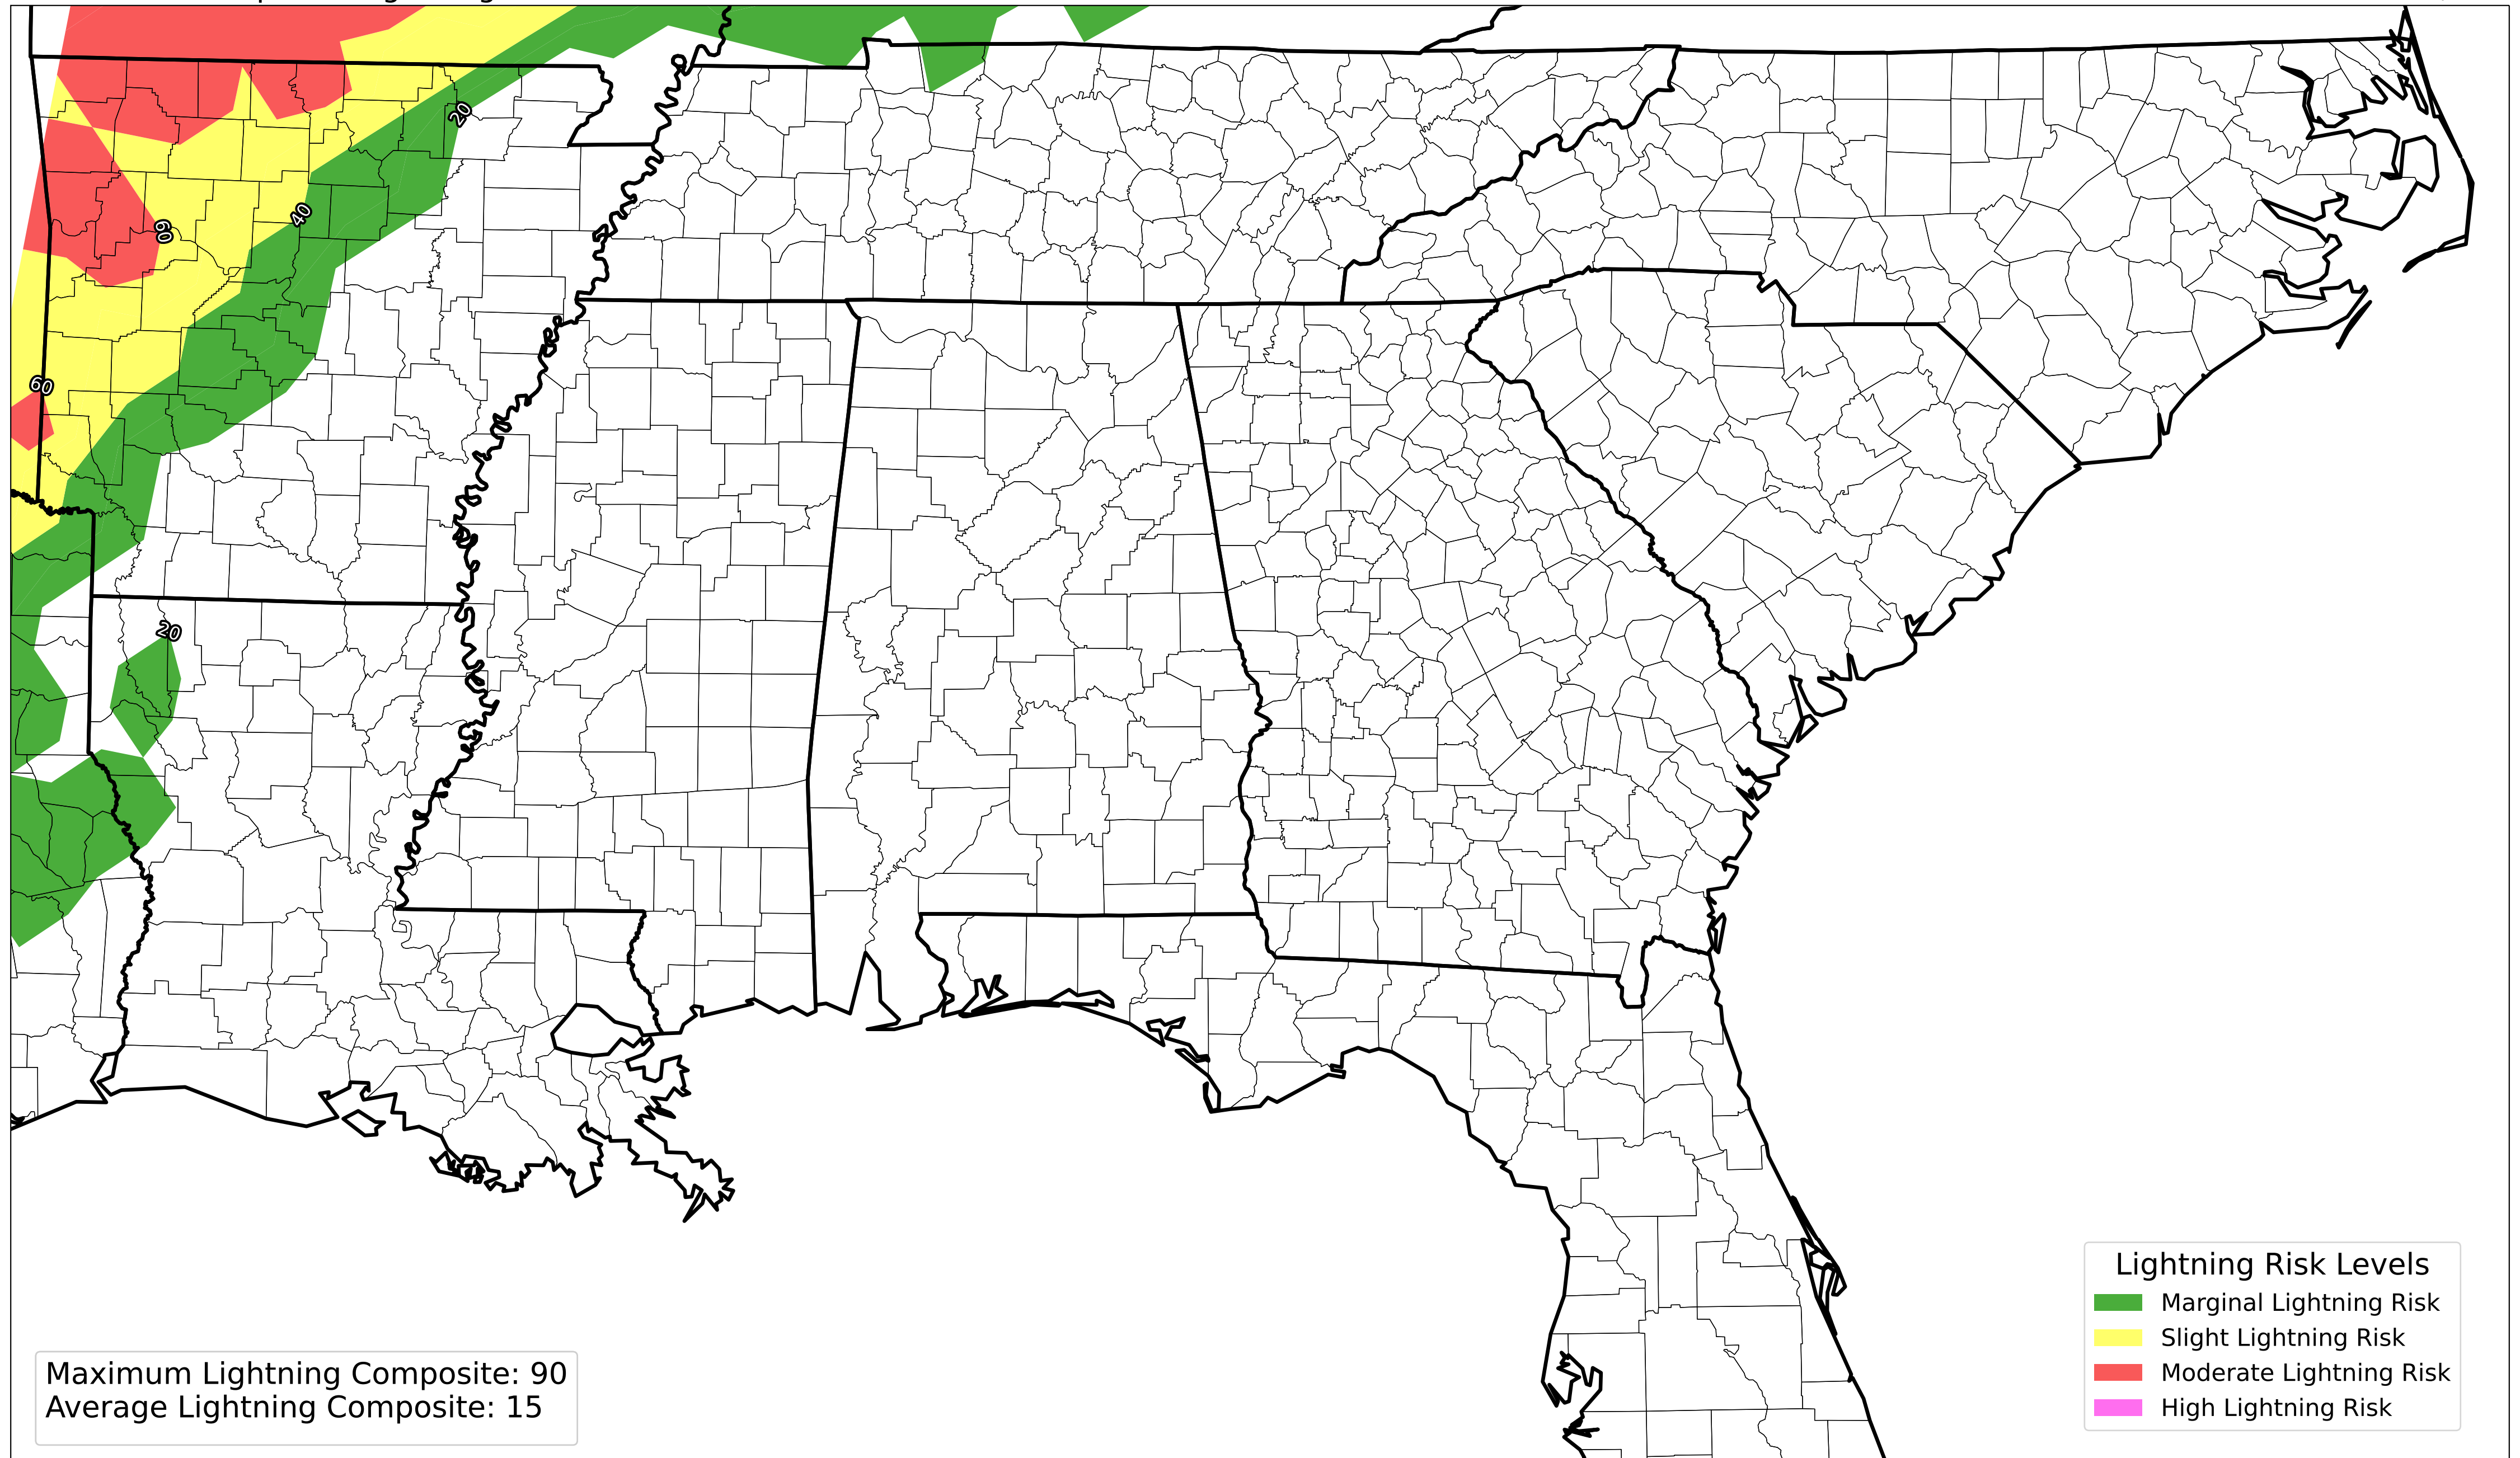 20
40
60
60
20
Lightning Risk Levels
Marginal Lightning Risk
Slight Lightning Risk
Moderate Lightning Risk
High Lightning Risk
Maximum Lightning Composite: 90
Average Lightning Composite: 15